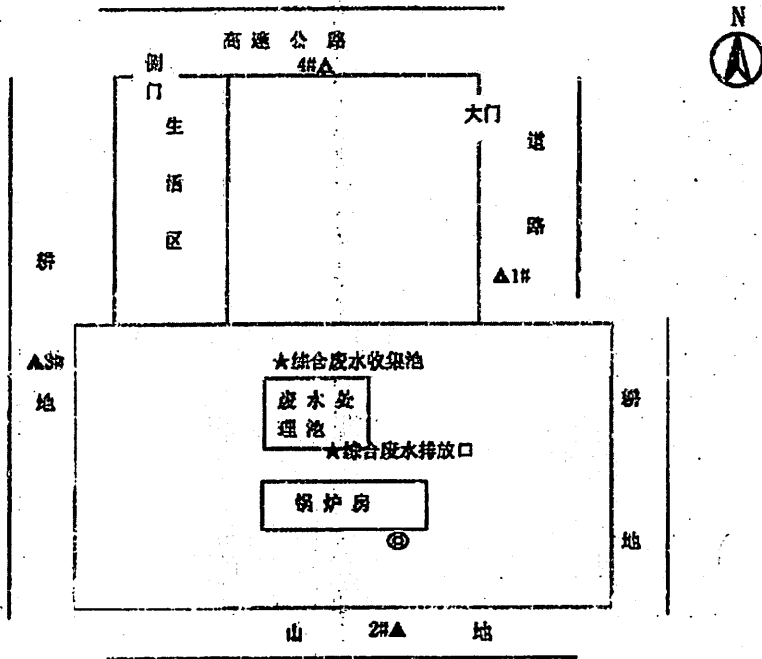 N
高速公路
4#△
侧门
大门
生活区
道路
▲1#
耕地
▲3#
★综合废水收集池
废水处
理池
★综合废水排放口
耕地
锅炉房
◎
山地
2#▲